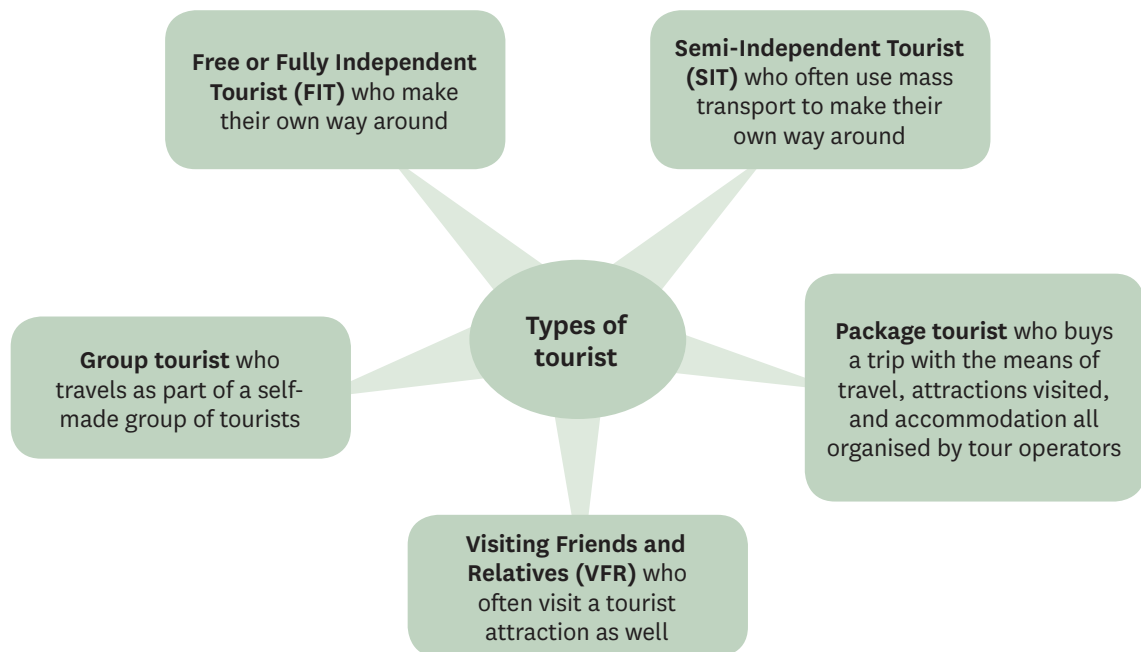 Free or Fully Independent
Tourist (FIT) who make
their own way around
Semi-Independent Tourist
(SIT) who often use mass
transport to make their
own way around
Types of
tourist
Group tourist who
travels as part of a self-
made group of tourists
Package tourist who buys
a trip with the means of
travel, attractions visited,
and accommodation all
organised by tour operators
Visiting Friends and
Relatives (VFR) who
often visit a tourist
attraction as well